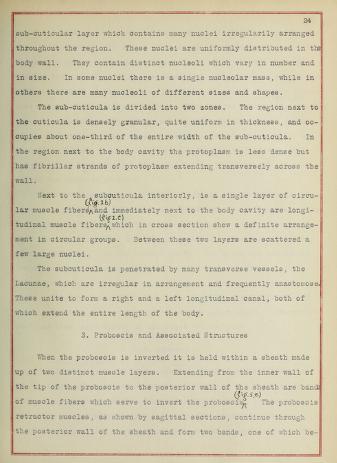 24
sub-cuticular layer which contains many nuclei irregularly arranged
throughout the region. These nuclei are uniformly distributed in the
body wall. They contain distinct nucleoli which vary in number and
in size. In some nuclei there is a single nucleolar mass, while in
others there are many nucleoli of different sizes and shapes.
The sub-cuticula is divided into two zones. The region next to
the cuticula is densely granular, quite uniform in thickness, and oc-
cupies about one-third of the entire width of the sub-cuticula. In
the region next to the body cavity the protoplasm is less dense but
has fibrillar strands of protoplasm extending transversely across the
wall.
Next to the subcuticula interiorly, is a single layer of circu-
(fig.2b)
lar muscle fibers and immediately next to the body cavity are longi-
(fig 2.c)
tudinal muscle fibers, which in cross section show a definite arrange-
ment in circular groups. Between these two layers are scattered a
few large nuclei.
The subcuticula is penetrated by many transverse vessels, the
Lacunae, which are irregular in arrangement and frequently anastomose.
These unite to form a right and a left longitudinal canal, both of
which extend the entire length of the body.
3. Proboscis and Associated Structures
When the proboscis is inverted it is held within a sheath made
up of two distinct muscle layers. Extending from the inner wall of
the tip of the proboscis to the posterior wall of the sheath are bands
of muscle fibers which serve to invert the proboscis. The proboscis
retractor muscles, as shown by sagittal sections, continue through
the posterior wall of the sheath and form two bands, one of which be-